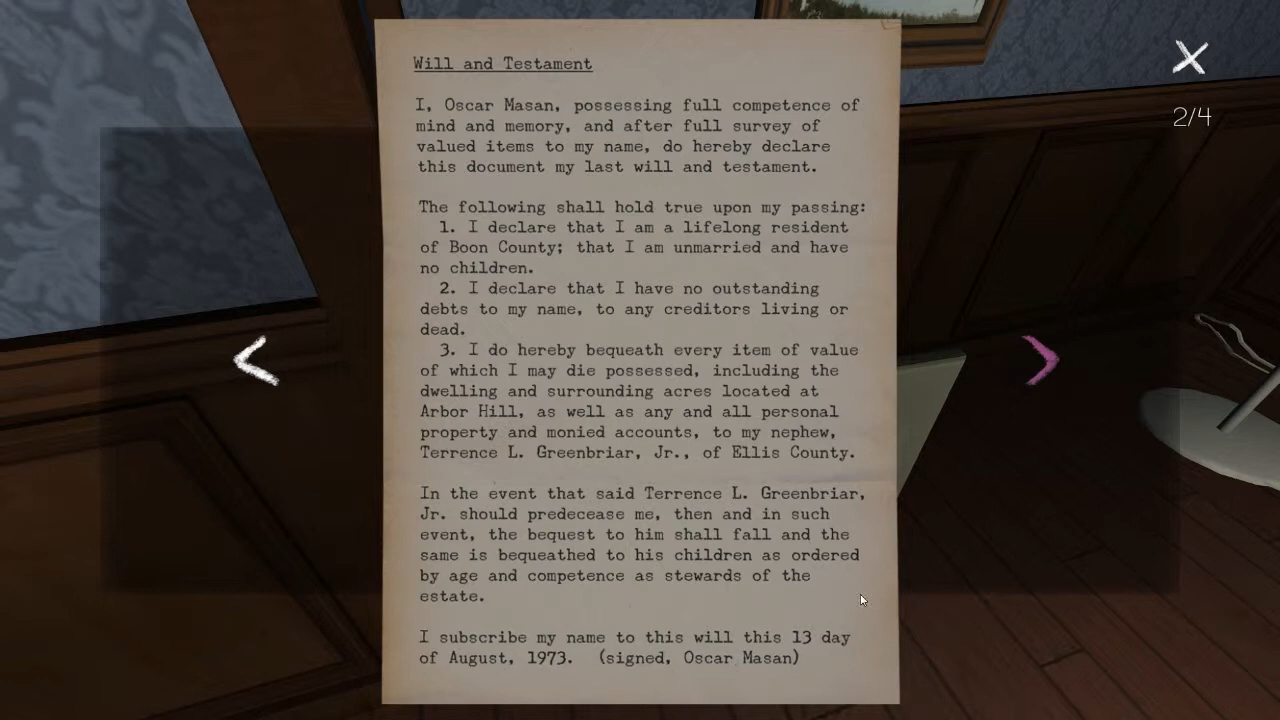 Will and Testament
I, Oscar Masan, possessing full competence of
mind and memory, and after full survey of
valued items to my name, do hereby declare
this document my last will and testament.
The following shall hold true upon my passing:
1. I declare that I am a lifelong resident
of Boon County; that I am unmarried and have
no children.
2. I declare that I have no outstanding
debts to my name, to any creditors living or
dead.
3. I do hereby bequeath every item of value
of which I may die possessed, including the
dwelling and surrounding acres located at
Arbor Hill, as well as any and all personal
property and monied accounts, to my nephew,
Terrence L. Greenbriar, Jr., of Ellis County.
In the event that said Terrence L. Greenbriar,
Jr. should predecease me, then and in such
event, the bequest to him shall fall and the
same is bequeathed to his children as ordered
by age and competence as stewards of the
estate.
I subscribe my name to this will this 13 day
of August, 1973. (signed, Oscar Masan)
2/4